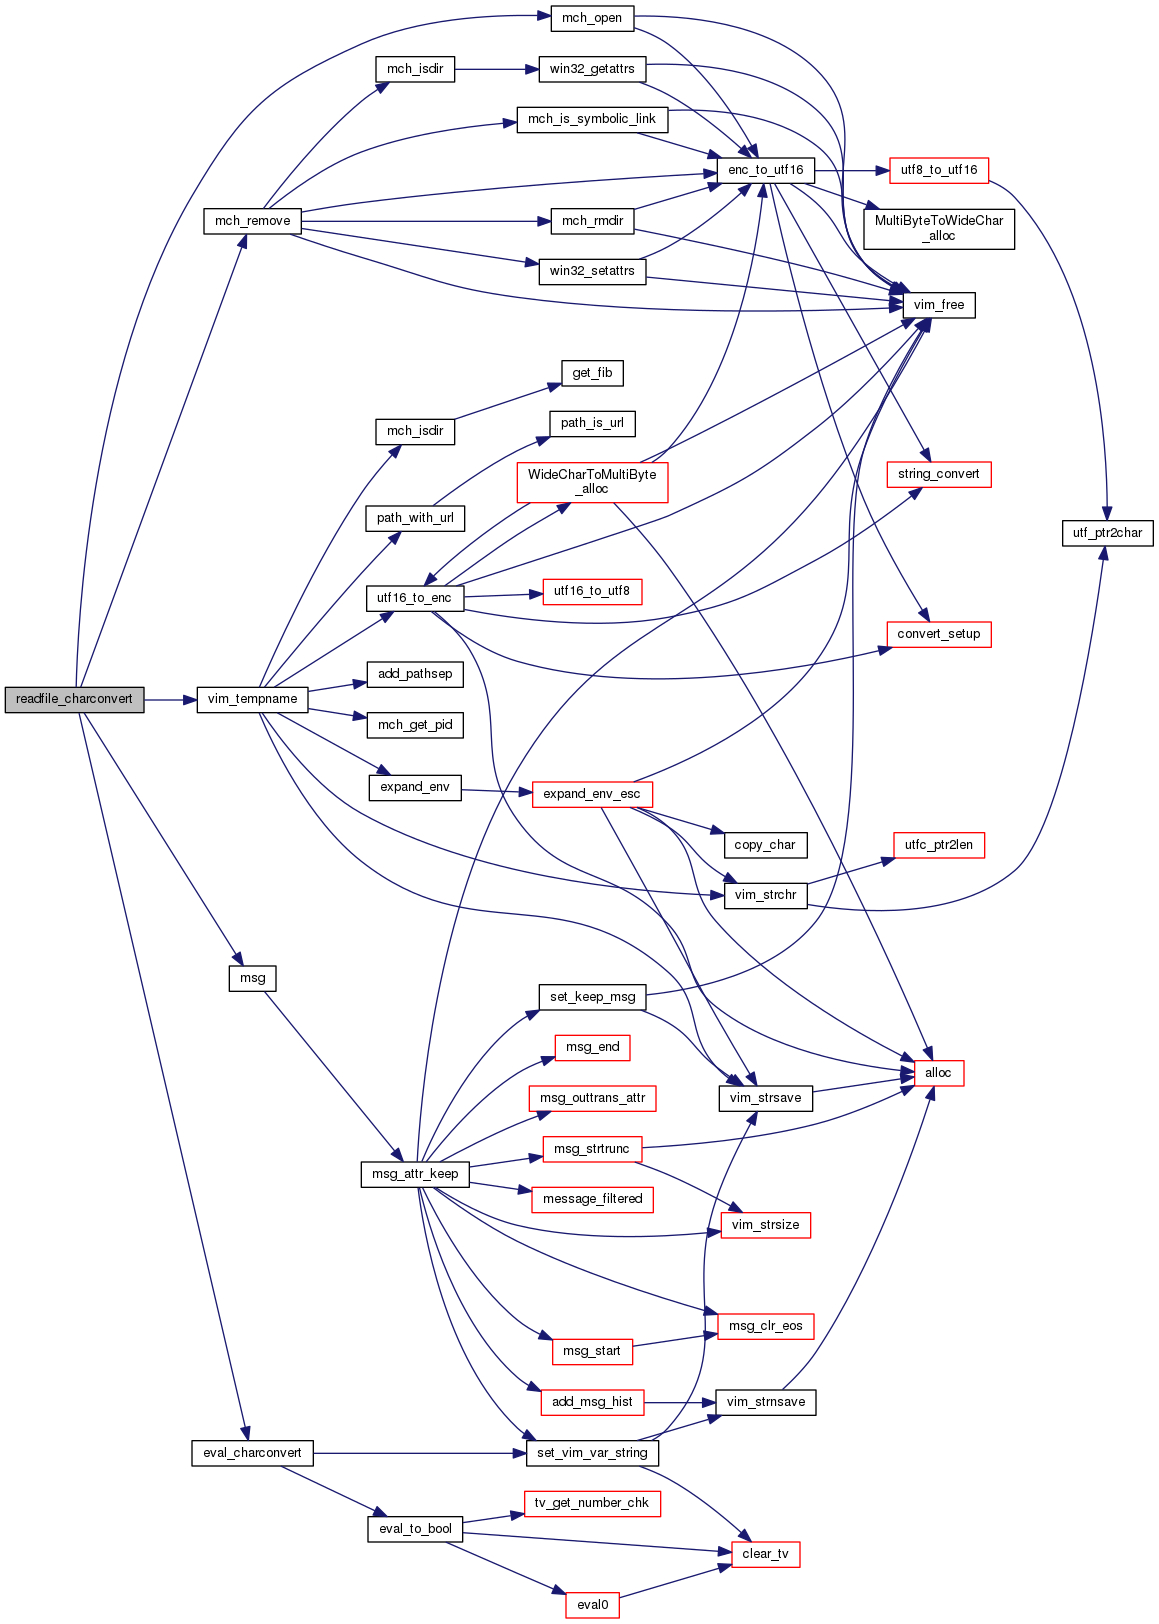 mch_open
mch_isdir
win32_getattrs
mch_is_symbolic_link
enc_to_utf16
utf8_to_utf16
mch_remove
mch_rmdir
MultiByteToWideChar
_alloc
win32_setattrs
vim_free
get_fib
path_is_url
mch_isdir
WideCharToMultiByte
_alloc
string_convert
path_with_url
utf_ptr2char
utf16_to_enc
utf16_to_utf8
convert_setup
add_pathsep
readfile_charconvert
vim_tempname
mch_get_pid
expand_env
expand_env_esc
copy_char
utfc_ptr2len
vim_strchr
msg
set_keep_msg
msg_end
alloc
msg_outtrans_attr
vim_strsave
msg_strtrunc
msg_attr_keep
message_filtered
vim_strsize
msg_clr_eos
msg_start
add_msg_hist
vim_strnsave
eval_charconvert
set_vim_var_string
tv_get_number_chk
eval_to_bool
clear_tv
eval0